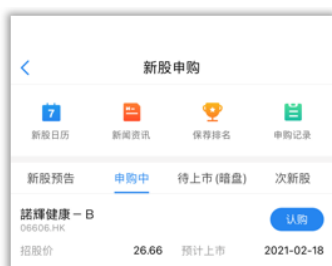 新股申购
7
新股日历 新闻资讯 保荐排名 申购记录
新股预告 申购中 待上市(暗盘) 次新股
諾輝健康－B 认购
06606.HK
招股价 26.66 预计上市 2021-02-18